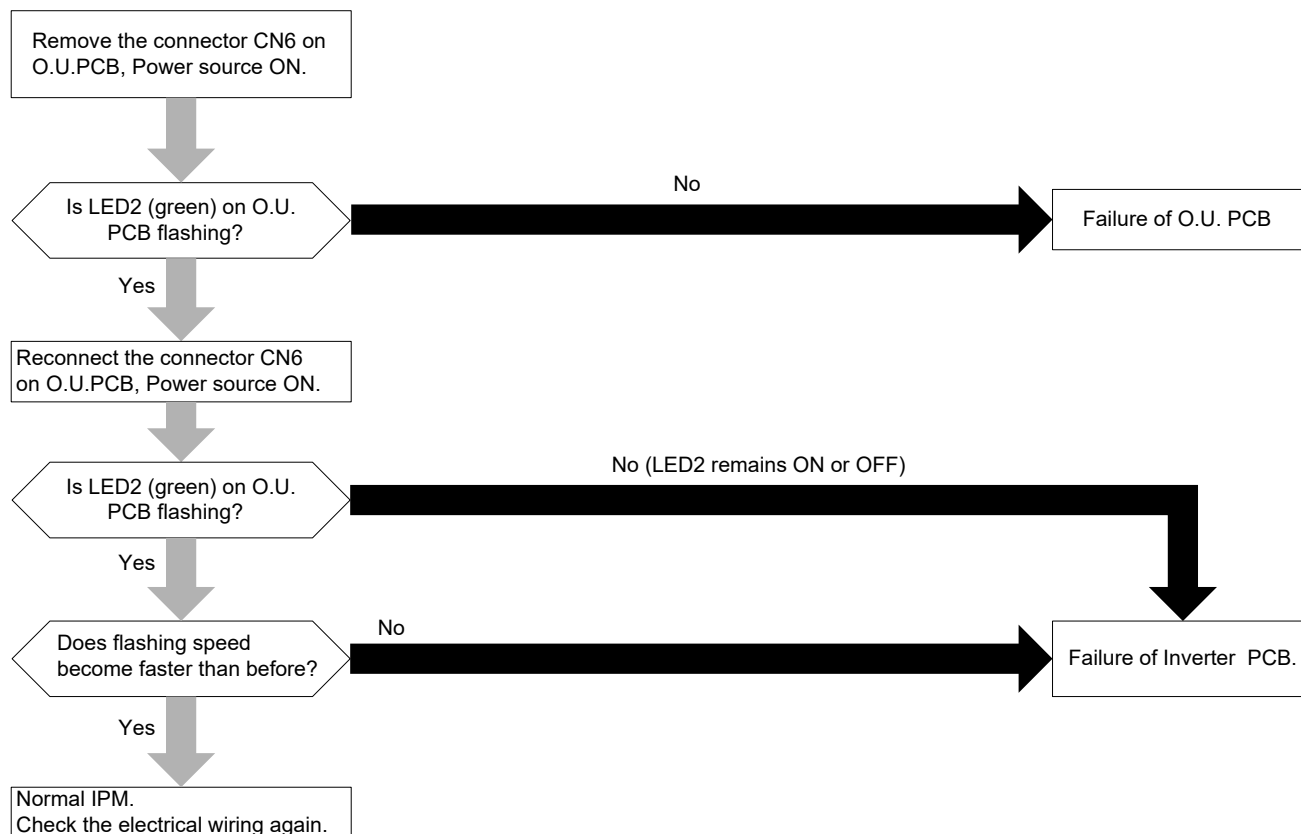 Remove the connector CN6 on
O.U.PCB, Power source ON.
Is LED2 (green) on O.U.
PCB flashing?
No
Failure of O.U. PCB
Yes
Reconnect the connector CN6
on O.U.PCB, Power source ON.
Is LED2 (green) on O.U.
PCB flashing?
No (LED2 remains ON or OFF)
Yes
Does flashing speed
become faster than before?
No
Failure of Inverter PCB.
Yes
Normal IPM.
Check the electrical wiring again.